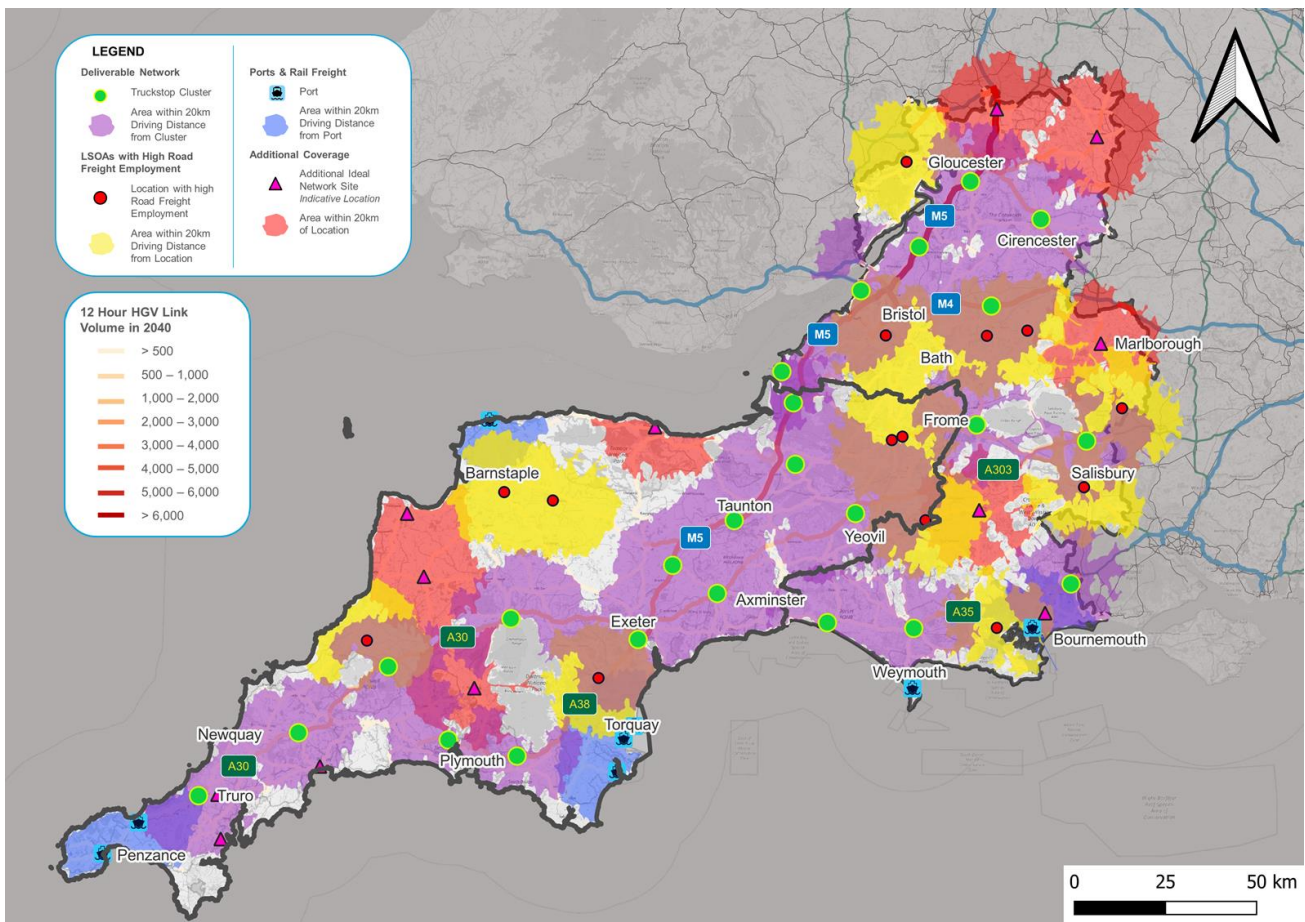 LEGEND
Deliverable Network
Truckstop Cluster
Area within 20km
Driving Distance
from Cluster
LSOAs with High Road
Freight Employment
Location with high
Road Freight
Employment
Area within 20km
Driving Distance
from Location
Ports & Rail Freight
Port
Area within 20km
Driving Distance
from Port
Additional Coverage
Additional Ideal
Network Site
Indicative Location
Area within 20km
of Location
12 Hour HGV Link
Volume in 2040
> 500
500 – 1,000
1,000 – 2,000
2,000 – 3,000
3,000 – 4,000
4,000 – 5,000
5,000 – 6,000
> 6,000
Gloucester
M5
Cirencester
M4
Bristol
M5
Marlborough
Bath
Frome
Barnstaple
A303
Salisbury
Taunton
M5
Yeovil
Axminster
A35
Exeter
A30
Bournemouth
Weymouth
A38
Torquay
Newquay
Plymouth
A30
Truro
Penzance
0 25 50 km